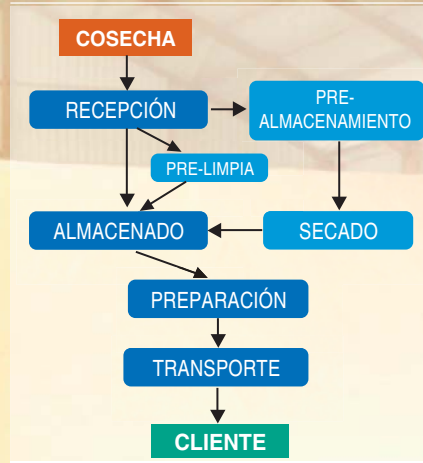 COSECHA
RECEPCIÓN
PRE-
ALMACENAMIENTO
PRE-LIMPIA
ALMACENADO
SECADO
PREPARACIÓN
TRANSPORTE
CLIENTE